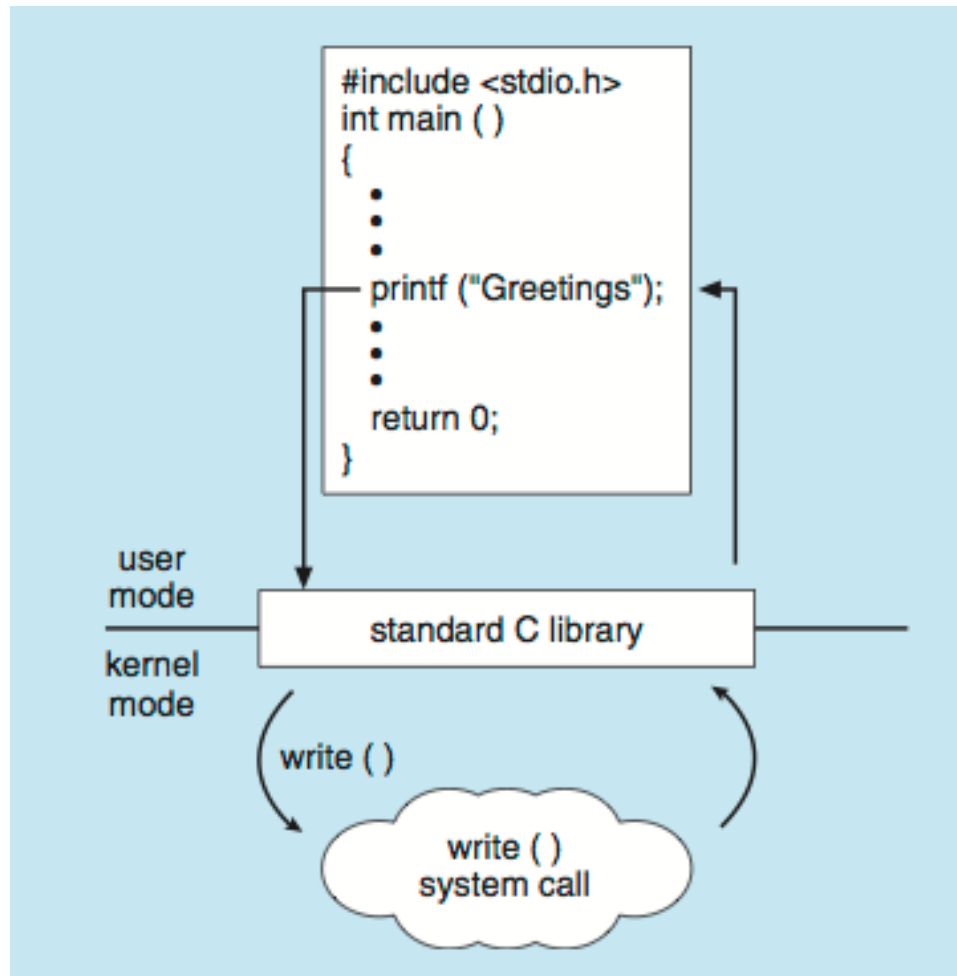 #include <stdio.h>
int main ( )
{
•
•
•
printf ("Greetings");
•
•
•
return 0;
}
user
mode
standard C library
kernel
mode
write ( )
write ( )
system call